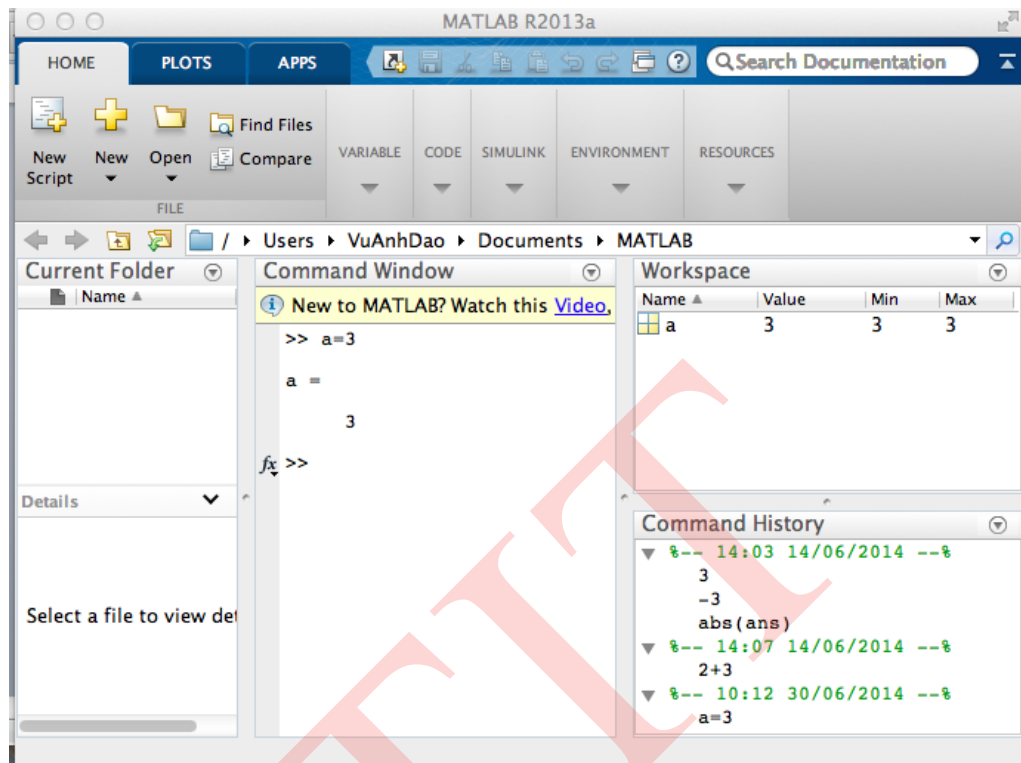 MATLAB R2013a
HOME PLOTS APPS Search Documentation
New Script
New
Open
Find Files
Compare
FILE
VARIABLE
CODE
SIMULINK
ENVIRONMENT
RESOURCES
/ Users VuAnhDao Documents MATLAB
Current Folder
Name
Details
Select a file to view det
Command Window
New to MATLAB? Watch this Video,
>> a=3
a =
3
fx >>
Workspace
Name Value Min Max
a 3 3 3
Command History
%-- 14:03 14/06/2014 --%
3
-3
abs(ans)
%-- 14:07 14/06/2014 --%
2+3
%-- 10:12 30/06/2014 --%
a=3